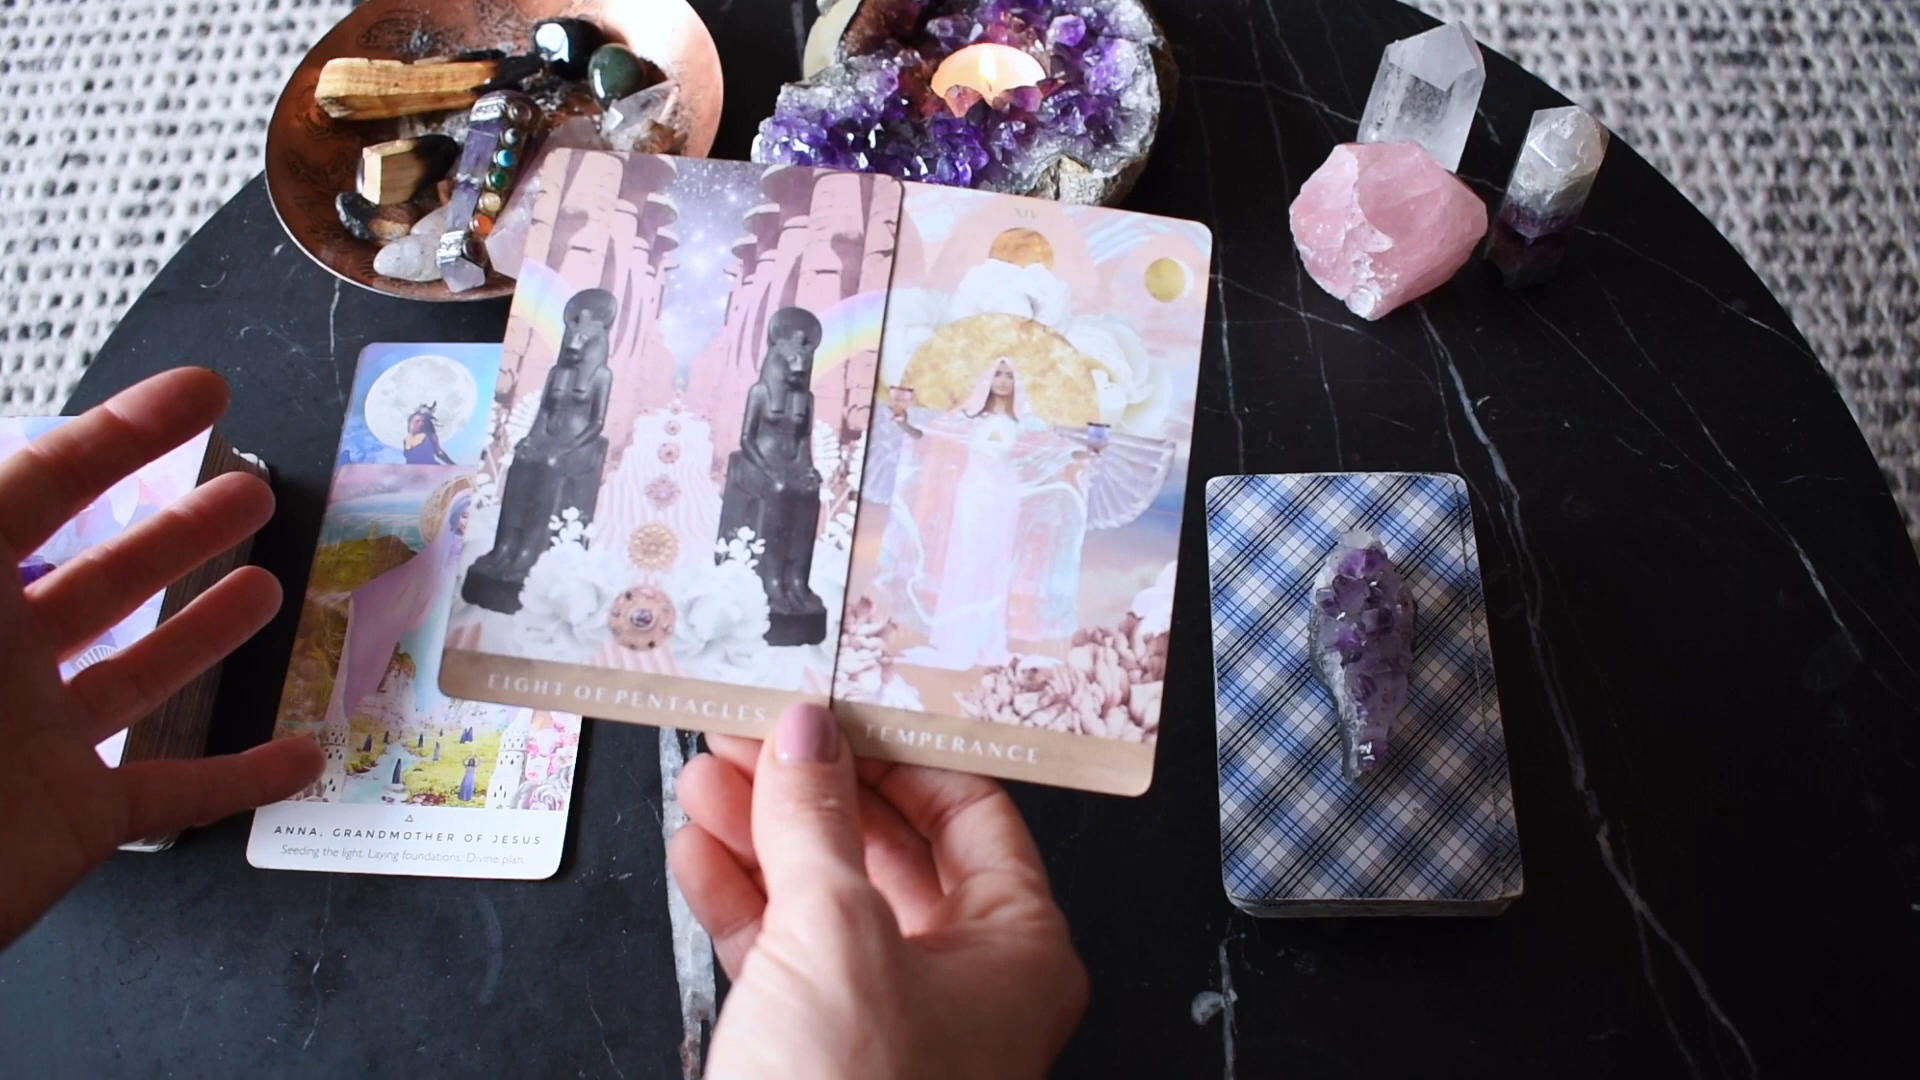 XIV
EIGHT OF PENTACLES
TEMPERANCE
ANNA, GRANDMOTHER OF JESUS
Seeding the light. Laying foundations. Divine plan.